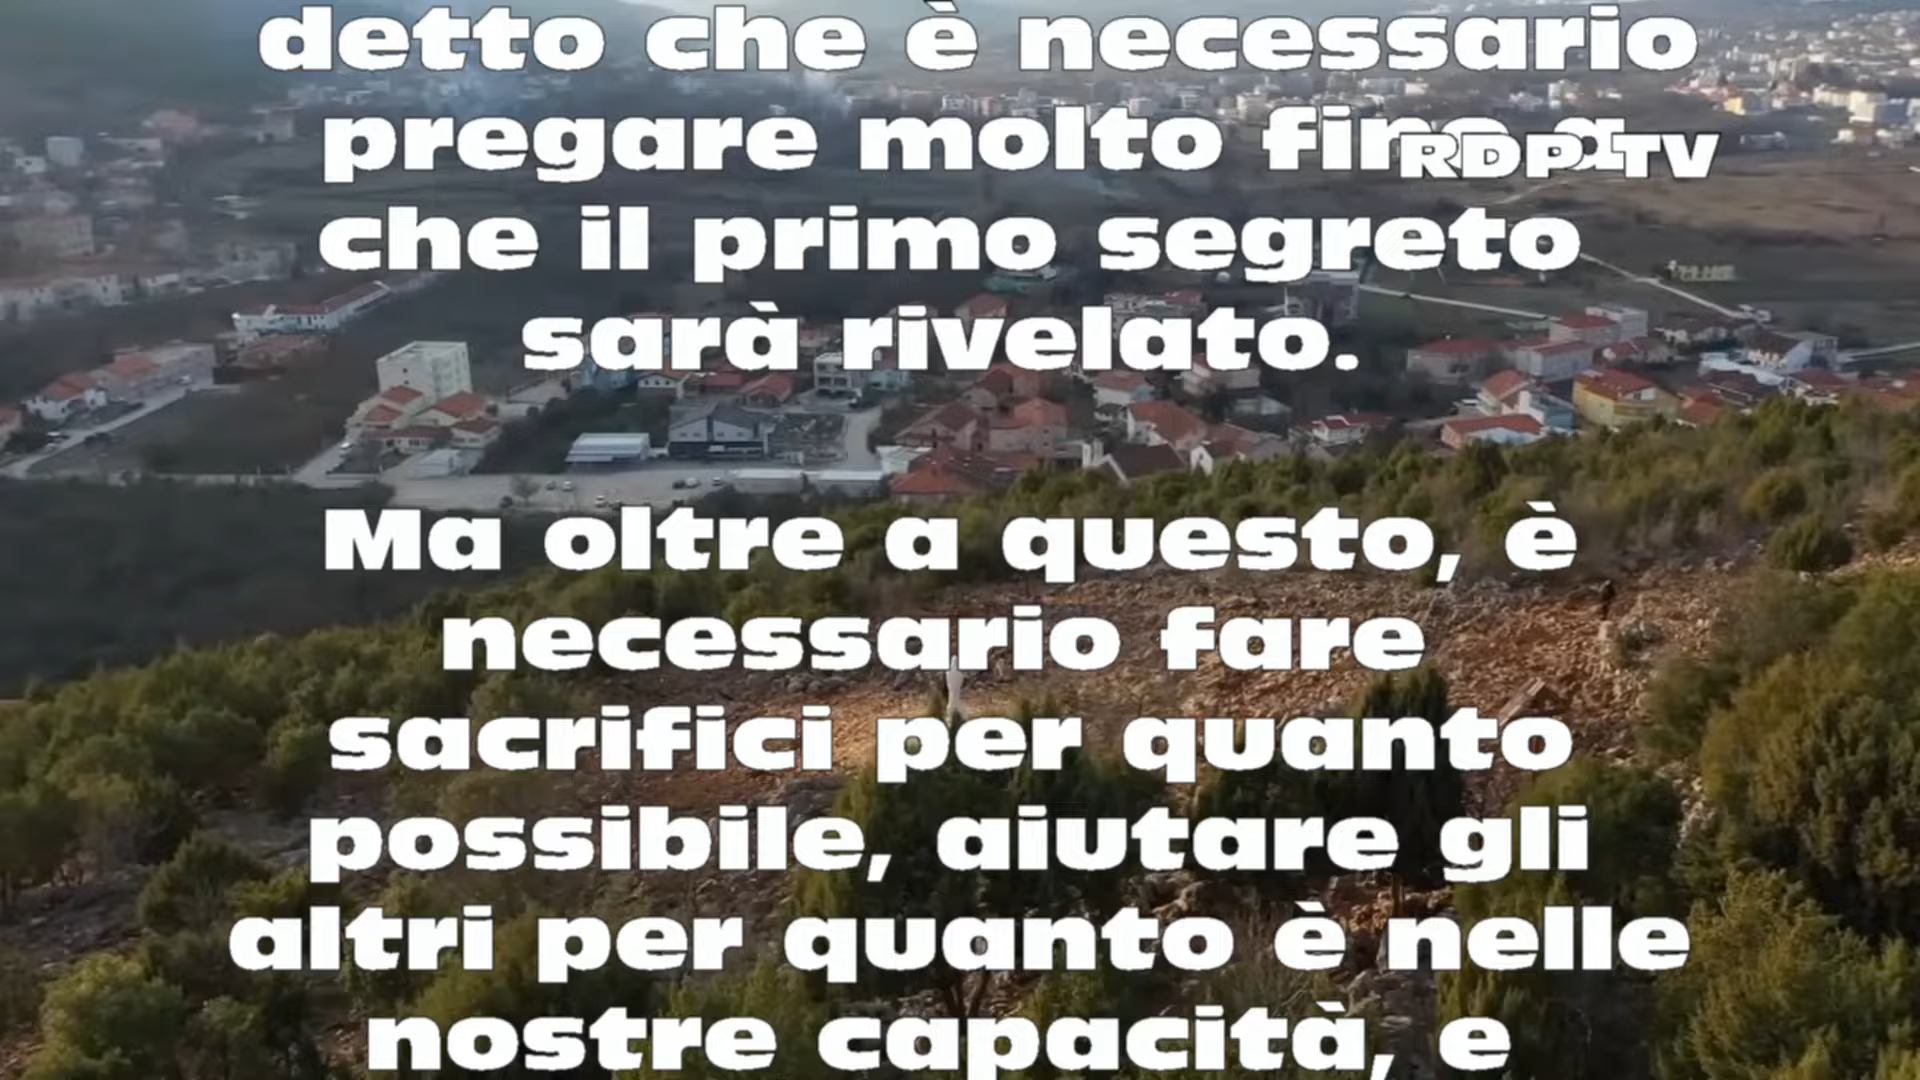 detto che è necessario
pregare molto fino a
RDP TV
che il primo segreto
sarà rivelato.
Ma oltre a questo, è
necessario fare
sacrifici per quanto
possibile, aiutare gli
altri per quanto è nelle
nostre capacità, e